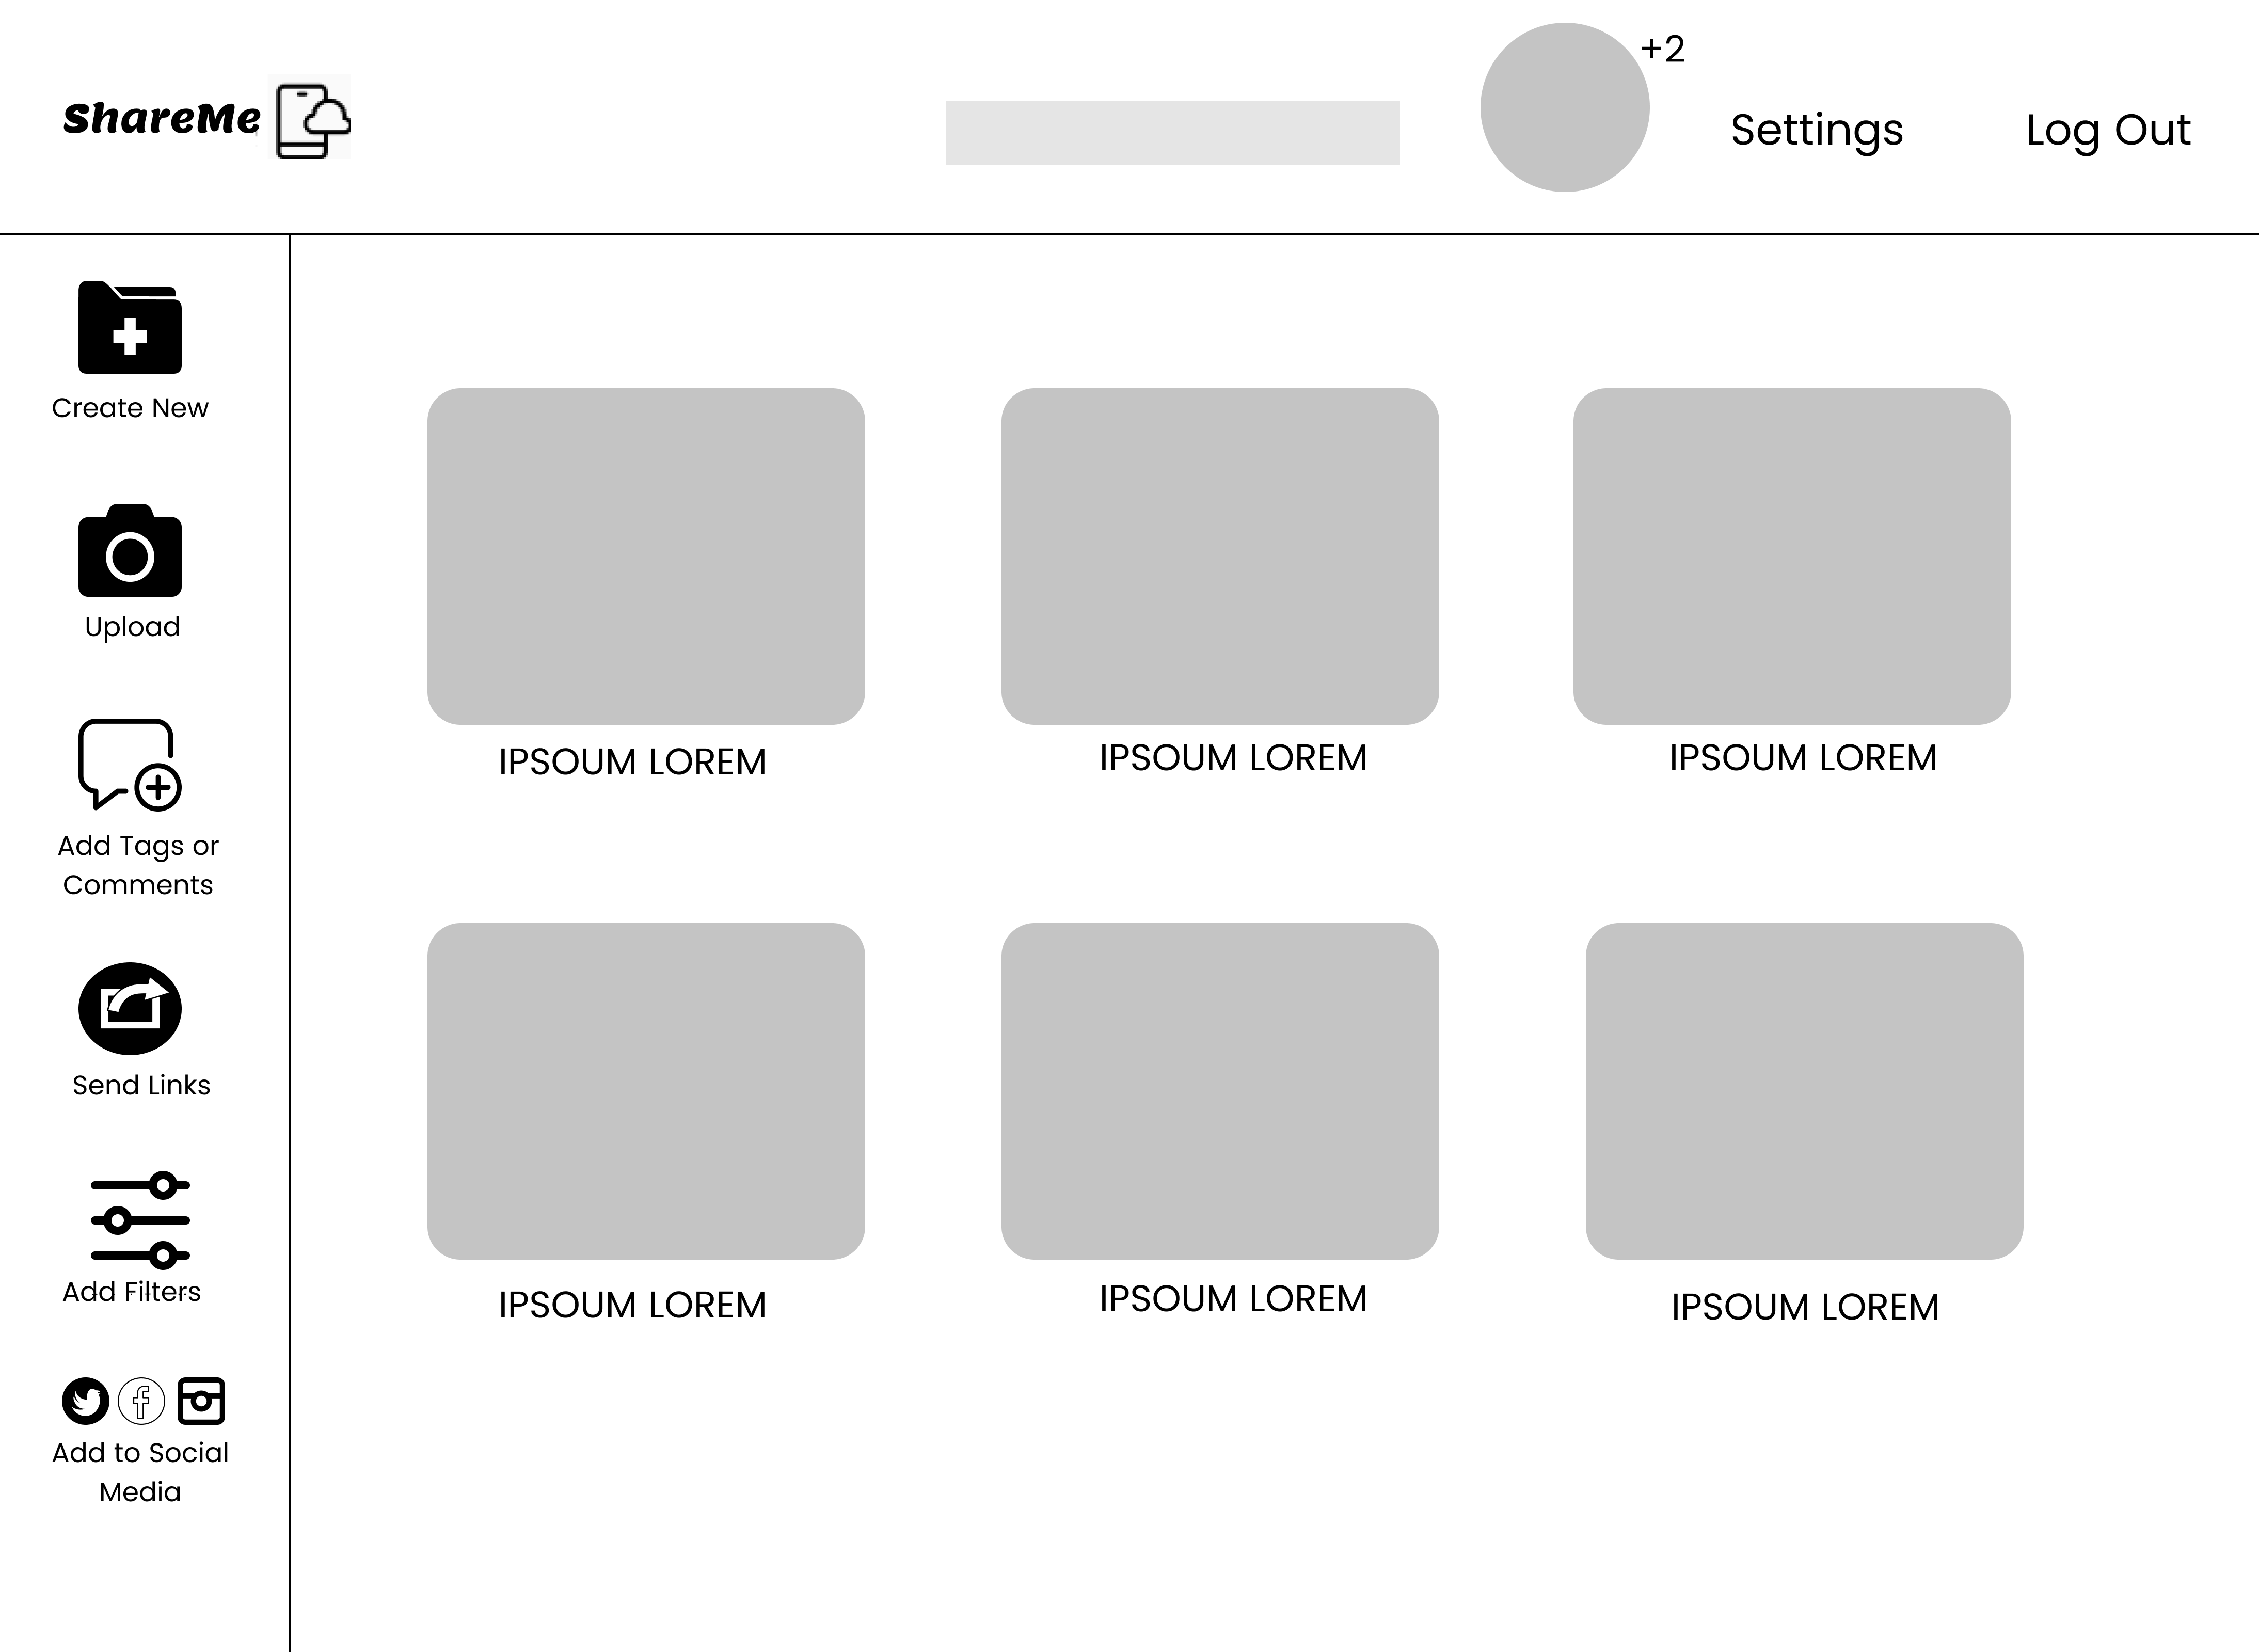 ShareMe
+2
Settings
Log Out
Create New
Upload
Add Tags or
Comments
Send Links
Add Filters
Add to Social
Media
IPSOUM LOREM
IPSOUM LOREM
IPSOUM LOREM
IPSOUM LOREM
IPSOUM LOREM
IPSOUM LOREM